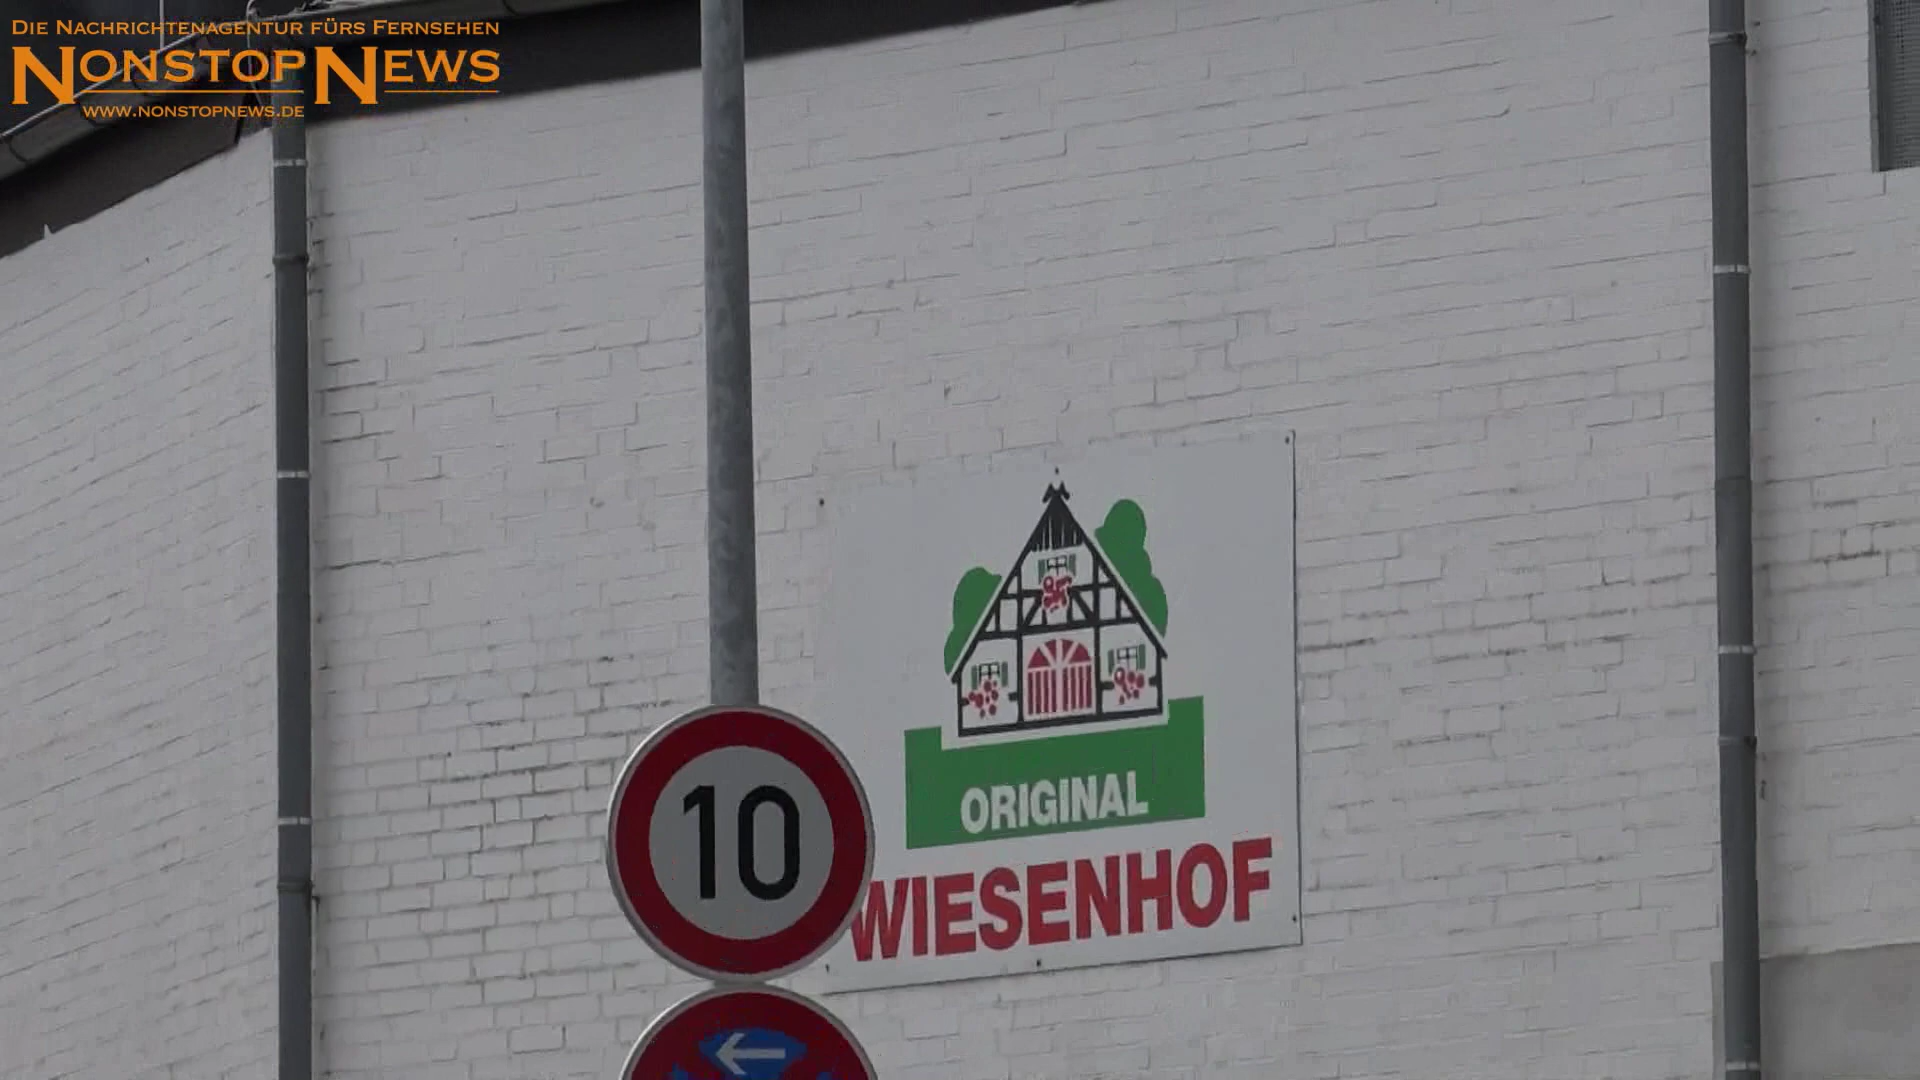 DIE NACHRICHTENAGENTUR FÜRS FERNSEHEN
NONSTOPNEWS
WWW.NONSTOPNEWS.DE
ORIGINAL
10
WIESENHOF